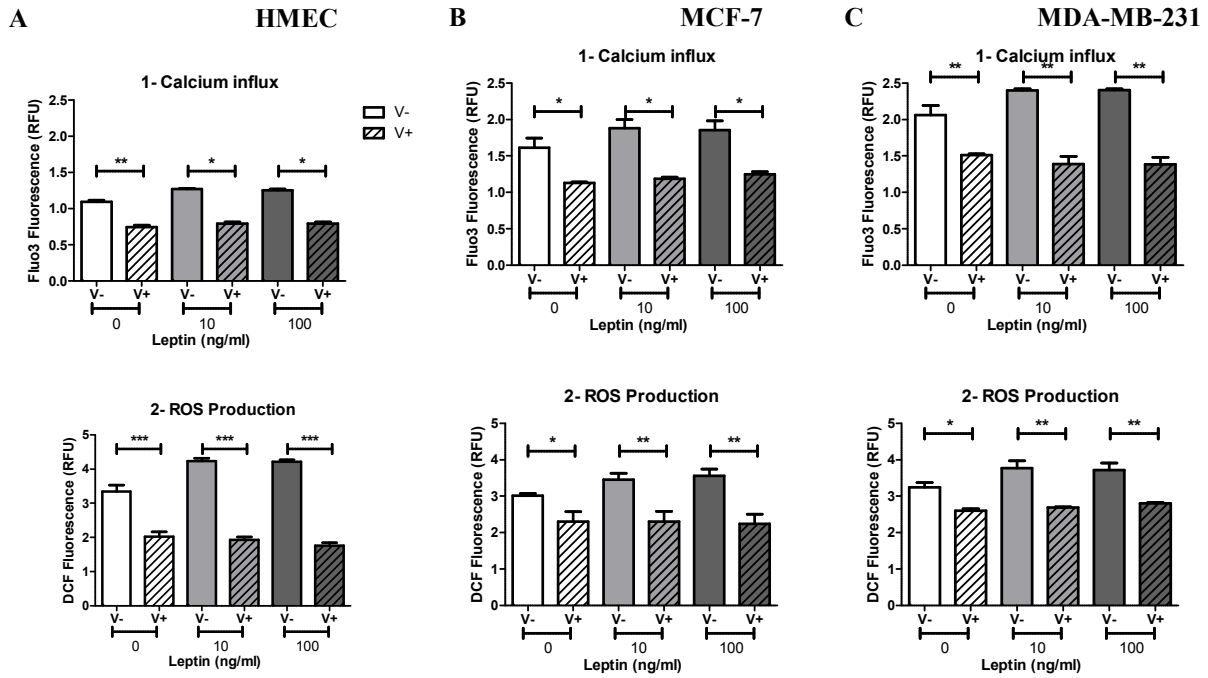 A HMEC
1- Calcium influx
Fluo3 Fluorescence (RFU)
2.5
2.0
1.5
1.0
0.5
0.0
** * *
V- V+ V- V+ V- V+
0 10 100
Leptin (ng/ml)
V-
V+
2- ROS Production
DCF Fluorescence (RFU)
5
4
3
2
1
0
*** *** ***
V- V+ V- V+ V- V+
0 10 100
Leptin (ng/ml)
B MCF-7
1- Calcium influx
Fluo3 Fluorescence (RFU)
2.5
2.0
1.5
1.0
0.5
0.0
* * *
V- V+ V- V+ V- V+
0 10 100
Leptin (ng/ml)
2- ROS Production
DCF Fluorescence (RFU)
5
4
3
2
1
0
* ** **
V- V+ V- V+ V- V+
0 10 100
Leptin (ng/ml)
C MDA-MB-231
1- Calcium influx
Fluo3 Fluorescence (RFU)
2.5
2.0
1.5
1.0
0.5
0.0
** ** **
V- V+ V- V+ V- V+
0 10 100
Leptin (ng/ml)
2- ROS Production
DCF Fluorescence (RFU)
5
4
3
2
1
0
* ** **
V- V+ V- V+ V- V+
0 10 100
Leptin (ng/ml)